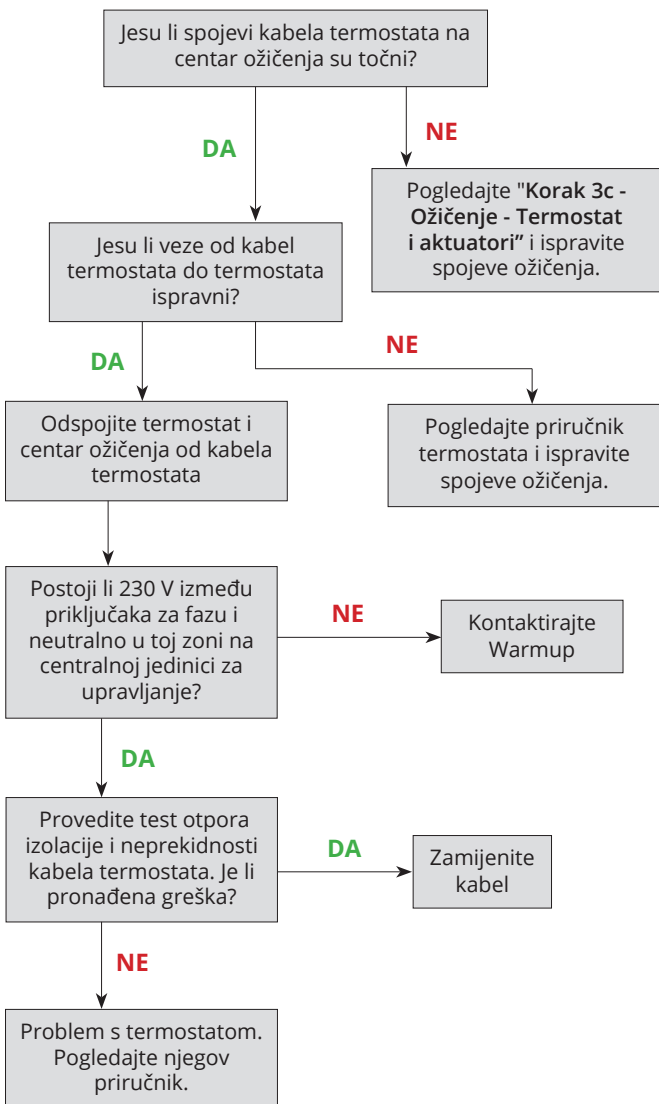 Jesu li spojevi kabela termostata na
centar ožičenja su točni?
DA
NE
Pogledajte "Korak 3c -
Ožičenje - Termostat
i aktuatori” i ispravite
spojeve ožičenja.
Jesu li veze od kabel
termostata do termostata
ispravni?
DA
NE
Odspojite termostat i
centar ožičenja od kabela
termostata
Pogledajte priručnik
termostata i ispravite
spojeve ožičenja.
Postoji li 230 V između
priključaka za fazu i
neutralno u toj zoni na
centralnoj jedinici za
upravljanje?
NE
Kontaktirajte
Warmup
DA
Provedite test otpora
izolacije i neprekidnosti
kabela termostata. Je li
pronađena greška?
DA
Zamijenite
kabel
NE
Problem s termostatom.
Pogledajte njegov
priručnik.